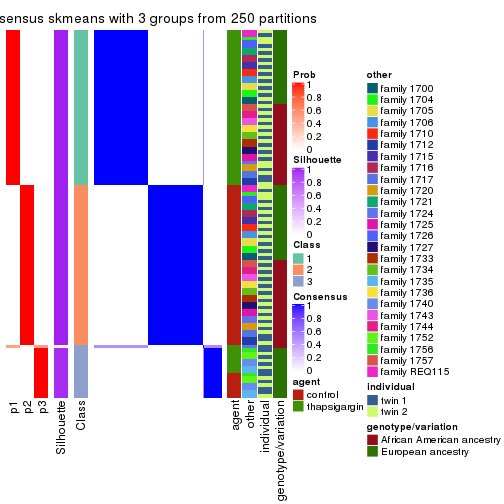 sensus skmeans with 3 groups from 250 partitions
p1
p2
p3
Silhouette
Class
agent
other
individual
genotype/variation
Prob
1
0.8
0.6
0.4
0.2
0
Silhouette
1
0.8
0.6
0.4
0.2
0
Class
1
2
3
Consensus
1
0.8
0.6
0.4
0.2
0
agent
control
thapsigargin
other
family 1700
family 1704
family 1705
family 1706
family 1710
family 1712
family 1715
family 1716
family 1717
family 1720
family 1721
family 1724
family 1725
family 1726
family 1727
family 1733
family 1734
family 1735
family 1736
family 1740
family 1743
family 1744
family 1752
family 1756
family 1757
family REQ115
individual
twin 1
twin 2
genotype/variation
African American ancestry
European ancestry